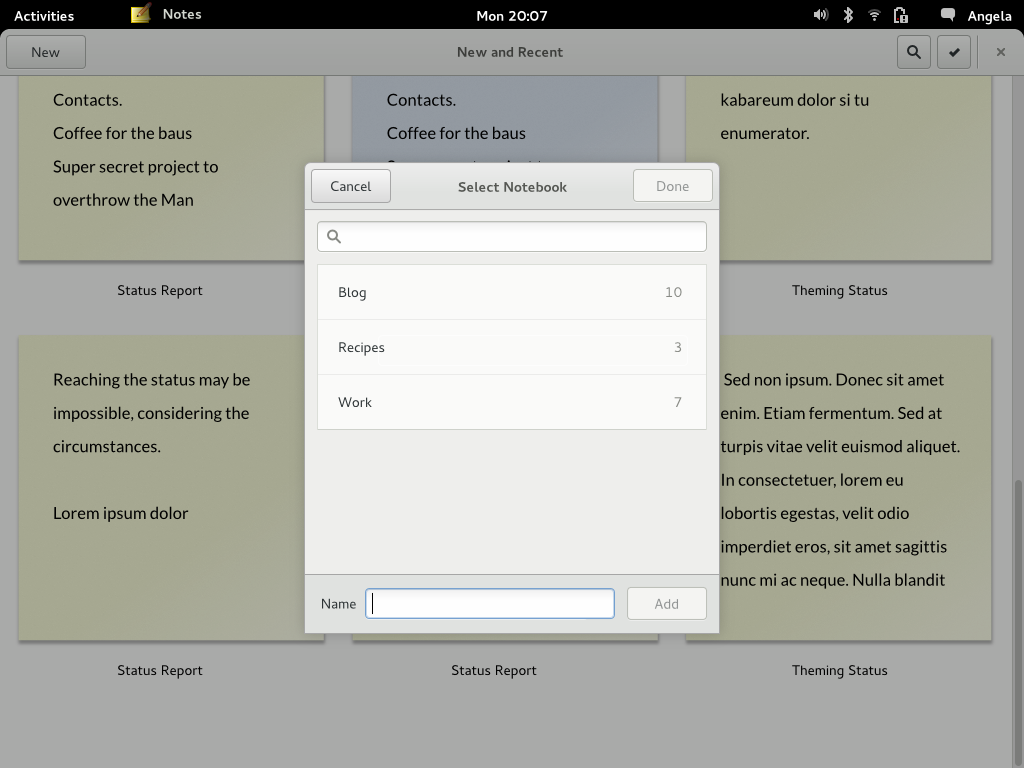 Activities
Notes
Mon 20:07
Angela
New
New and Recent
Contacts.
Coffee for the baus
Super secret project to
overthrow the Man
Status Report
Contacts.
Coffee for the baus
kabareum dolor si tu
enumerator.
Theming Status
Cancel
Select Notebook
Done
Blog
10
Recipes
3
Work
7
Name
Add
Reaching the status may be
impossible, considering the
circumstances.
Lorem ipsum dolor
Status Report
Status Report
Sed non ipsum. Donec sit amet
enim. Etiam fermentum. Sed at
turpis vitae velit euismod aliquet.
In consectetuer, lorem eu
lobortis egestas, velit odio
imperdiet eros, sit amet sagittis
nunc mi ac neque. Nulla blandit
Theming Status